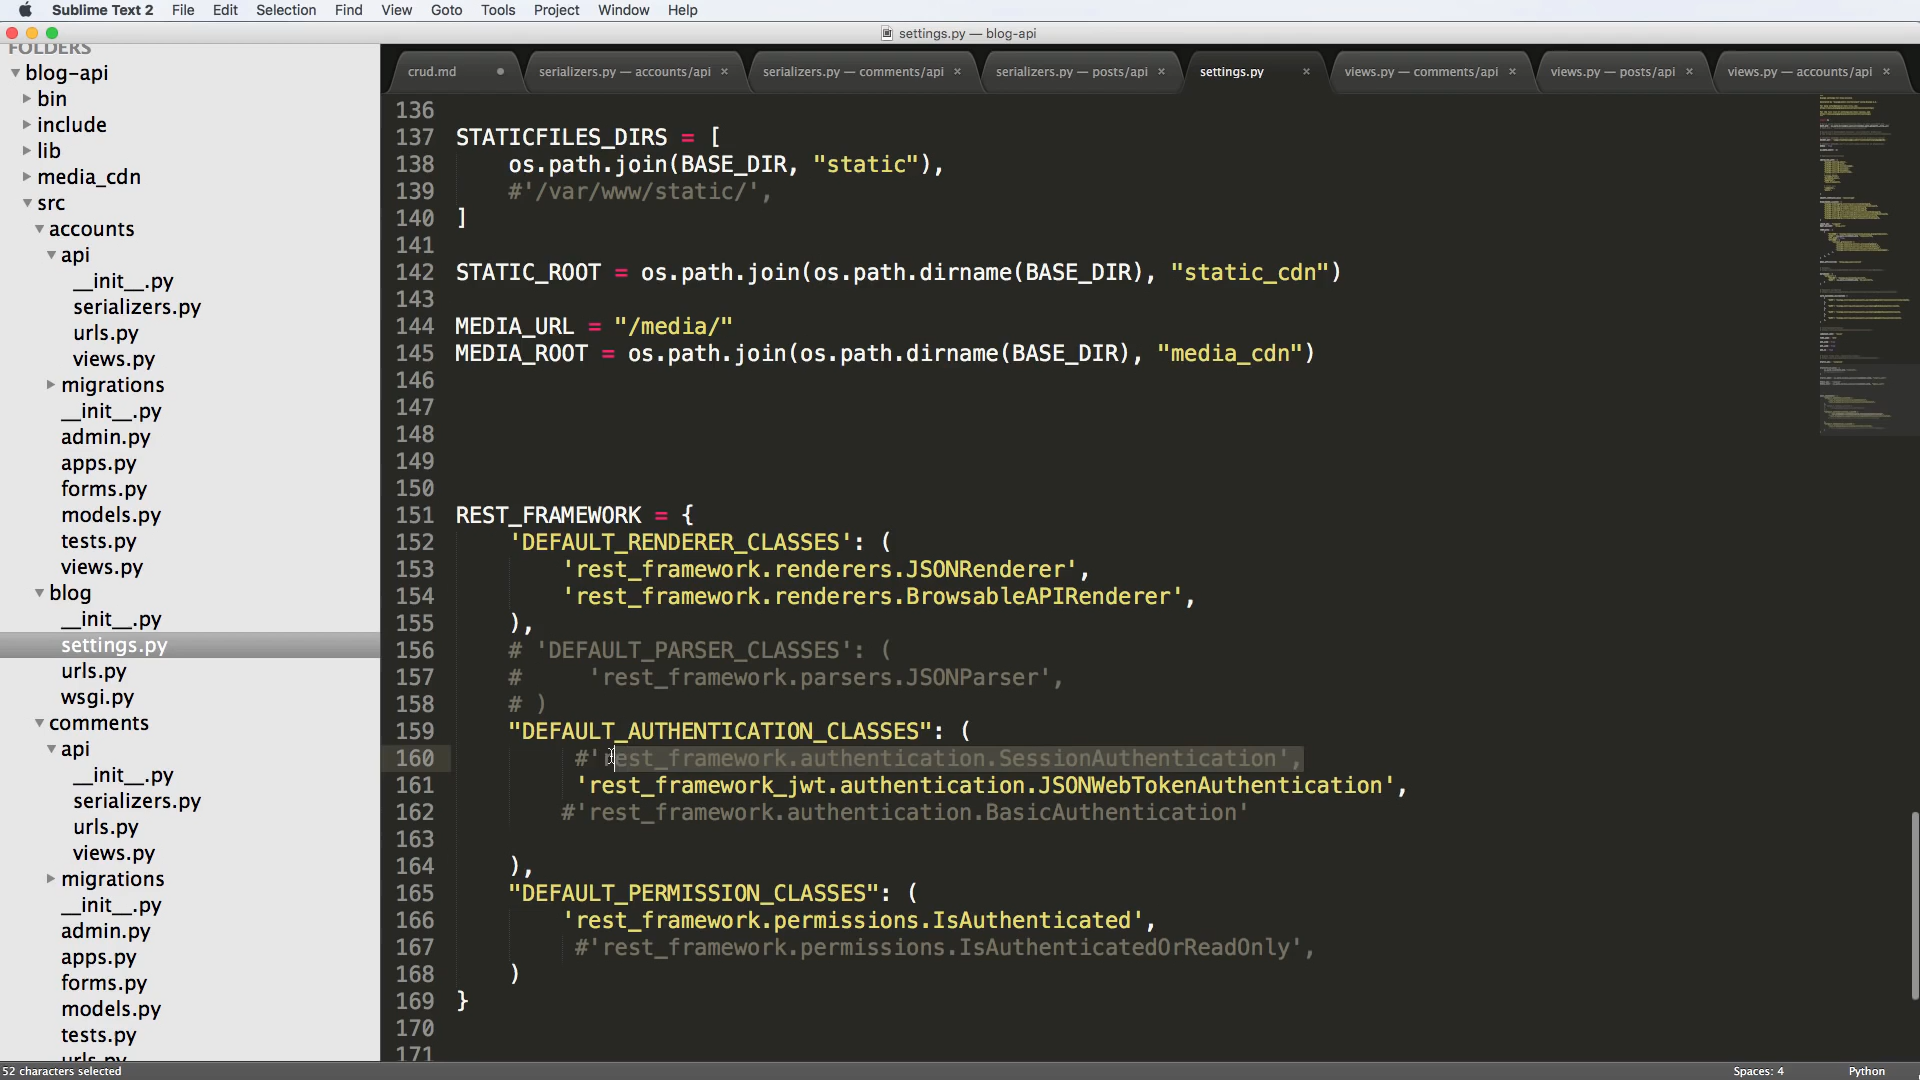 Sublime Text 2 File Edit Selection Find View Goto Tools Project Window Help
settings.py — blog-api
FOLDERS
blog-api
bin
include
lib
media_cdn
src
accounts
api
__init__.py
serializers.py
urls.py
views.py
migrations
__init__.py
admin.py
apps.py
forms.py
models.py
tests.py
views.py
blog
__init__.py
settings.py
urls.py
wsgi.py
comments
api
__init__.py
serializers.py
urls.py
views.py
migrations
__init__.py
admin.py
apps.py
forms.py
models.py
tests.py
urls.py
crud.md
serializers.py — accounts/api ×
serializers.py — comments/api ×
serializers.py — posts/api ×
settings.py ×
views.py — comments/api ×
views.py — posts/api ×
views.py — accounts/api ×
136
137 STATICFILES_DIRS = [
138 os.path.join(BASE_DIR, "static"),
139 #'/var/www/static/',
140 ]
141
142 STATIC_ROOT = os.path.join(os.path.dirname(BASE_DIR), "static_cdn")
143
144 MEDIA_URL = "/media/"
145 MEDIA_ROOT = os.path.join(os.path.dirname(BASE_DIR), "media_cdn")
146
147
148
149
150
151 REST_FRAMEWORK = {
152 'DEFAULT_RENDERER_CLASSES': (
153 'rest_framework.renderers.JSONRenderer',
154 'rest_framework.renderers.BrowsableAPIRenderer',
155 ),
156 # 'DEFAULT_PARSER_CLASSES': (
157 # 'rest_framework.parsers.JSONParser',
158 # )
159 "DEFAULT_AUTHENTICATION_CLASSES": (
160 #'rest_framework.authentication.SessionAuthentication',
161 'rest_framework_jwt.authentication.JSONWebTokenAuthentication',
162 #'rest_framework.authentication.BasicAuthentication'
163
164 ),
165 "DEFAULT_PERMISSION_CLASSES": (
166 'rest_framework.permissions.IsAuthenticated',
167 #'rest_framework.permissions.IsAuthenticatedOrReadOnly',
168 )
169 }
170
171
52 characters selected
Spaces: 4
Python